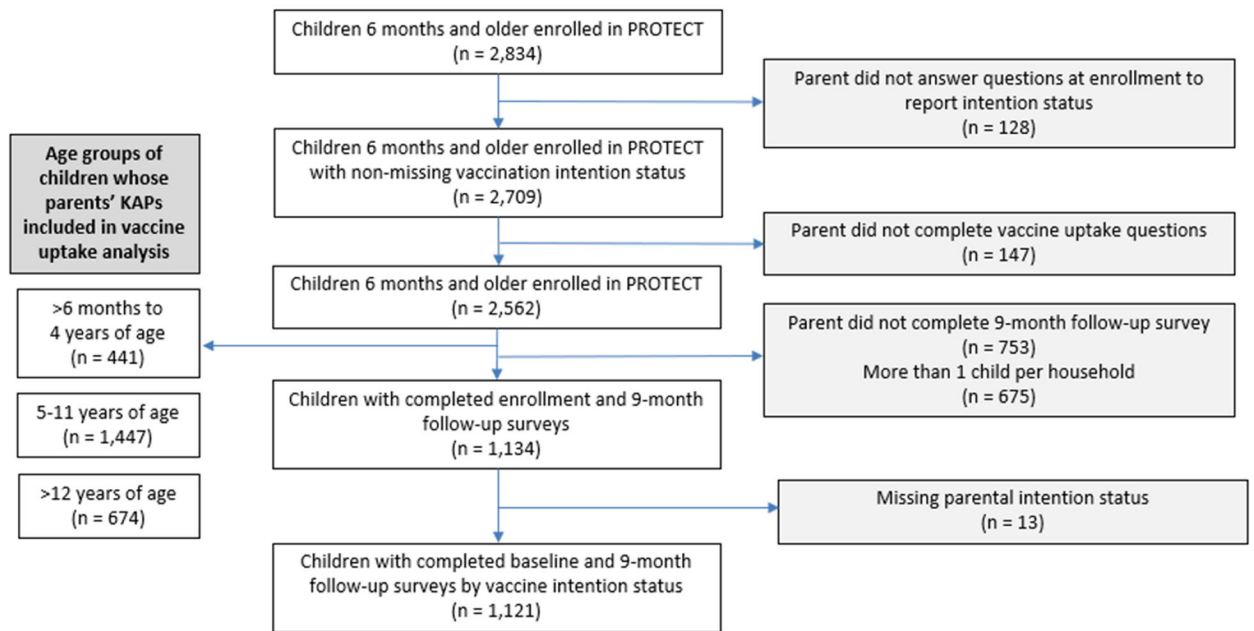 Children 6 months and older enrolled in PROTECT
(n = 2,834)
Parent did not answer questions at enrollment to
report intention status
(n = 128)
Children 6 months and older enrolled in PROTECT
with non-missing vaccination intention status
(n = 2,709)
Age groups of
children whose
parents’ KAPs
included in vaccine
uptake analysis
Parent did not complete vaccine uptake questions
(n = 147)
Children 6 months and older enrolled in PROTECT
(n = 2,562)
>6 months to
4 years of age
(n = 441)
Parent did not complete 9-month follow-up survey
(n = 753)
More than 1 child per household
(n = 675)
5-11 years of age
(n = 1,447)
Children with completed enrollment and 9-month
follow-up surveys
(n = 1,134)
>12 years of age
(n = 674)
Missing parental intention status
(n = 13)
Children with completed baseline and 9-month
follow-up surveys by vaccine intention status
(n = 1,121)